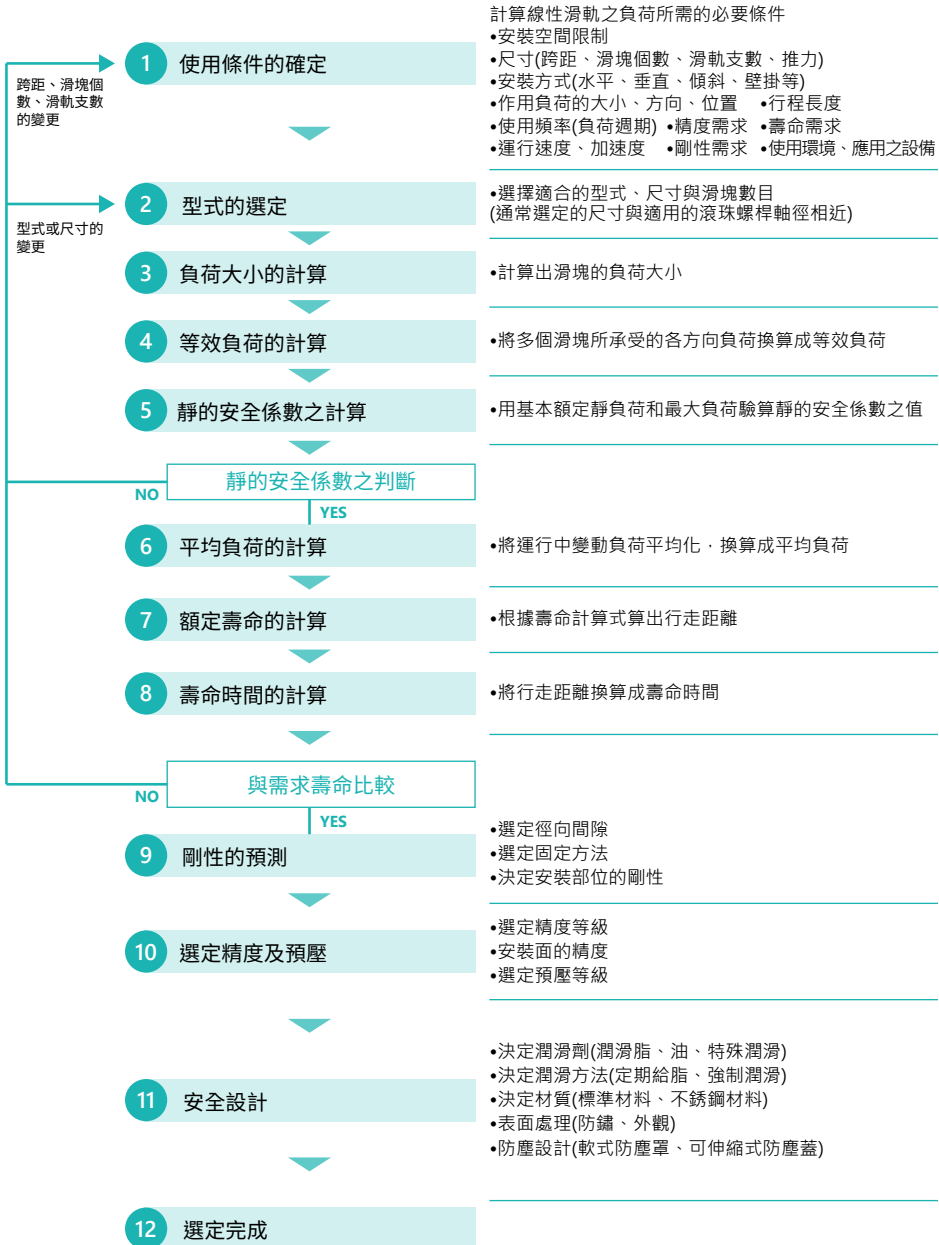 計算線性滑軌之負荷所需的必要條件
•安裝空間限制
•尺寸(跨距、滑塊個數、滑軌支數、推力)
•安裝方式(水平、垂直、傾斜、壁掛等)
•作用負荷的大小、方向、位置 •行程長度
•使用頻率(負荷週期) •精度需求 •壽命需求
•運行速度、加速度 •剛性需求 •使用環境、應用之設備
1 使用條件的確定
跨距、滑塊個
數、滑軌支數
的變更
2 型式的選定
•選擇適合的型式、尺寸與滑塊數目
(通常選定的尺寸與適用的滾珠螺桿軸徑相近)
型式或尺寸的
變更
3 負荷大小的計算
•計算出滑塊的負荷大小
4 等效負荷的計算
•將多個滑塊所承受的各方向負荷換算成等效負荷
5 靜的安全係數之計算
•用基本額定靜負荷和最大負荷驗算靜的安全係數之值
靜的安全係數之判斷
NO
YES
6 平均負荷的計算
•將運行中變動負荷平均化，換算成平均負荷
7 額定壽命的計算
•根據壽命計算式算出行走距離
8 壽命時間的計算
•將行走距離換算成壽命時間
與需求壽命比較
NO
YES
9 剛性的預測
•選定徑向間隙
•選定固定方法
•決定安裝部位的剛性
10 選定精度及預壓
•選定精度等級
•安裝面的精度
•選定預壓等級
11 安全設計
•決定潤滑劑(潤滑脂、油、特殊潤滑)
•決定潤滑方法(定期給脂、強制潤滑)
•決定材質(標準材料、不銹鋼材料)
•表面處理(防鏽、外觀)
•防塵設計(軟式防塵罩、可伸縮式防塵蓋)
12 選定完成